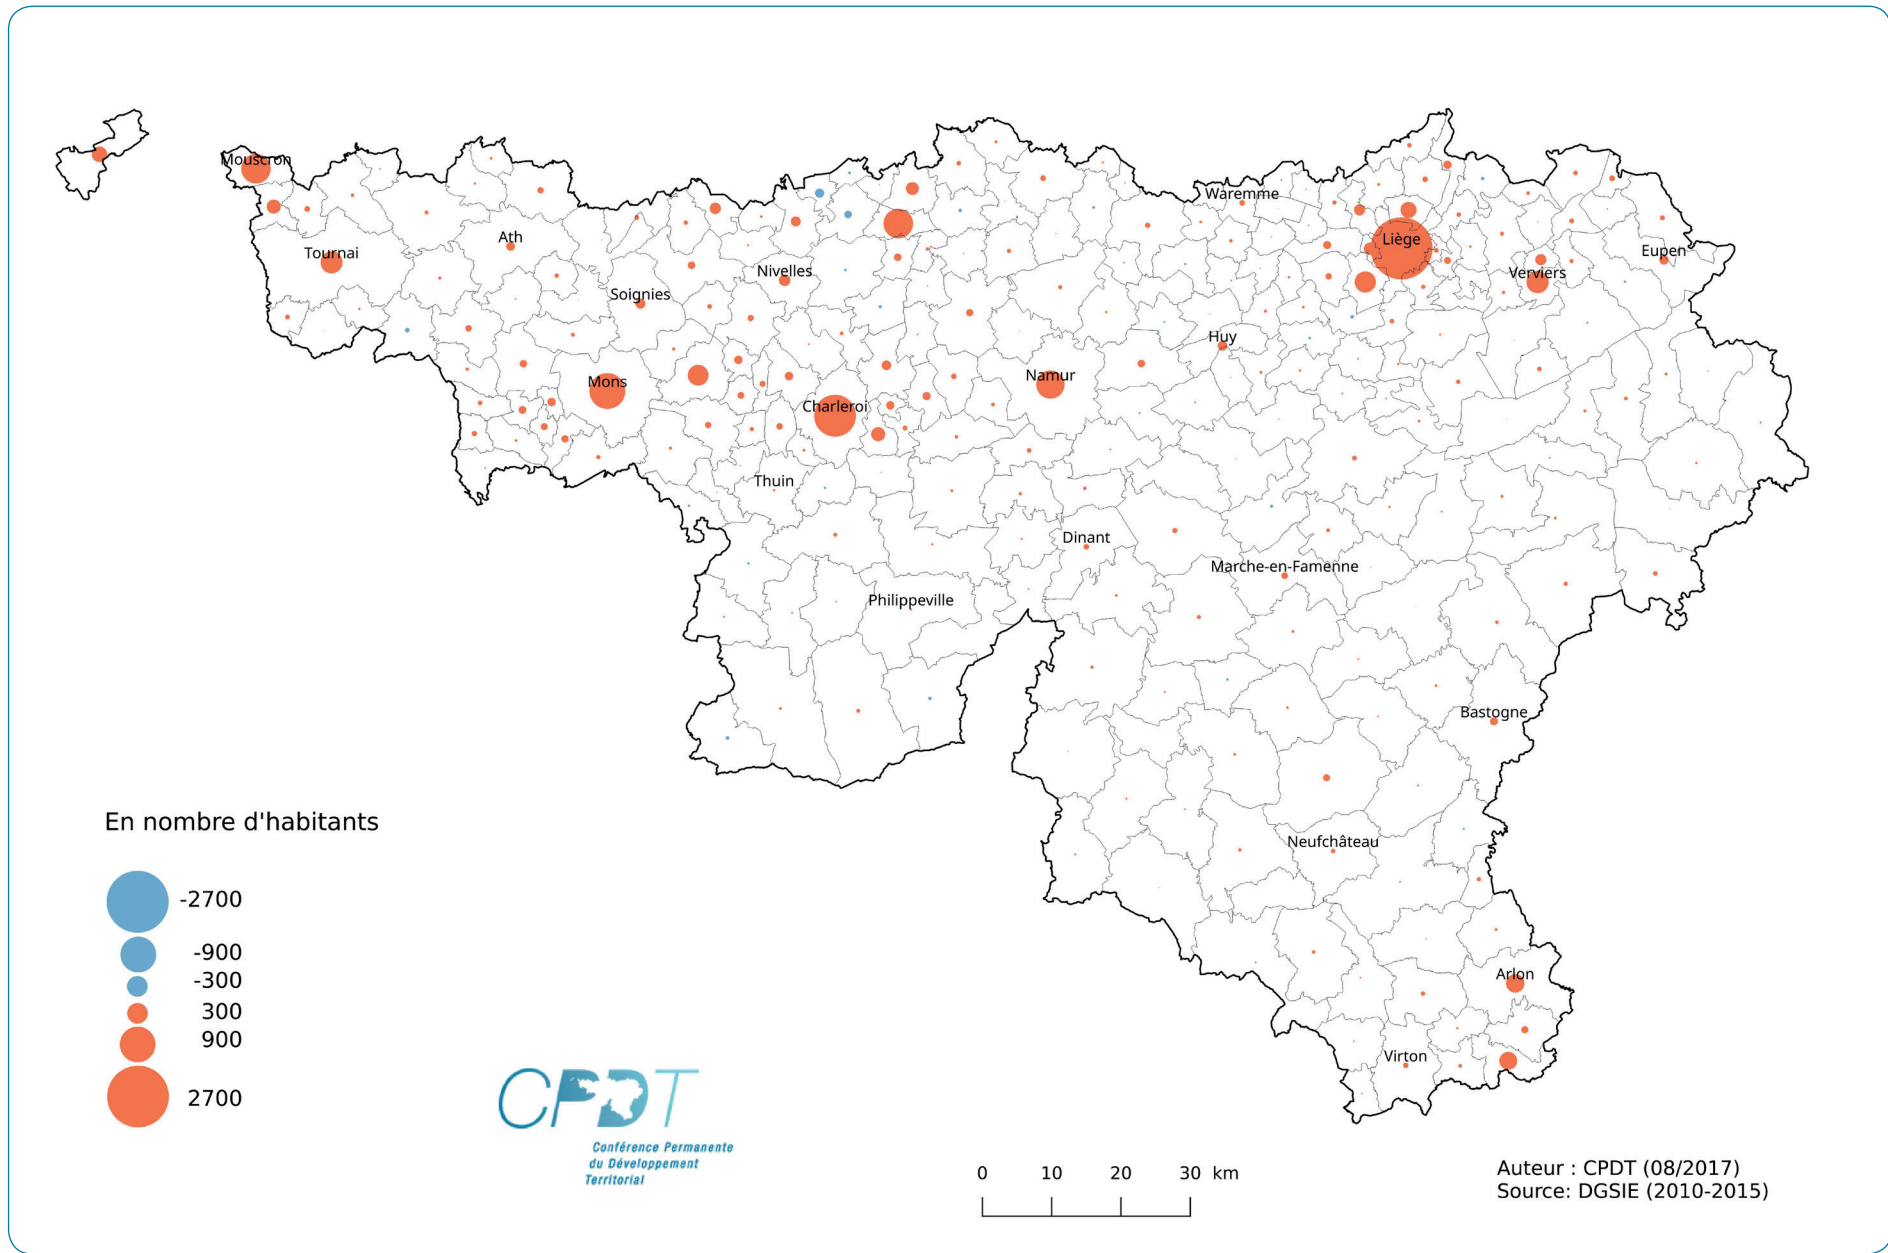 Mouscron
Waremme
Ath
Liège
Tournai
Eupen
Nivelles
Verviers
Soignies
Huy
Namur
Mons
Charleroi
Thuin
Dinant
Marche-en-Famenne
Philippeville
Bastogne
Neufchâteau
Arlon
Virton
En nombre d'habitants
-2700
-900
-300
300
900
2700
CPDT
Conférence Permanente
du Développement
Territorial
0 10 20 30 km
Auteur : CPDT (08/2017)
Source: DGSIE (2010-2015)